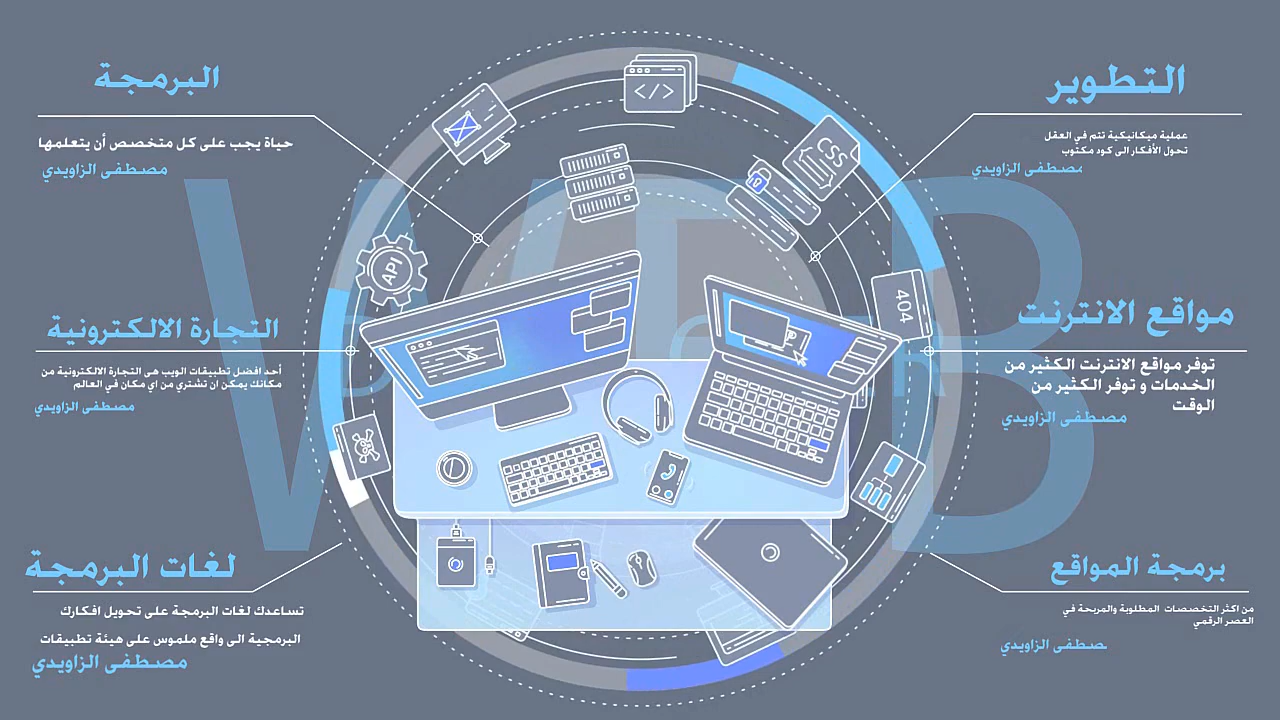 التطوير
عملية ميكانيكية تتم في العقل
تحول الأفكار الى كود مكتوب
مصطفى الزاويدي
البرمجة
حياة يجب على كل متخصص أن يتعلمها
مصطفى الزاويدي
مواقع الانترنت
توفر مواقع الانترنت الكثير من
الخدمات و توفر الكثير من
الوقت
مصطفى الزاويدي
التجارة الالكترونية
أحد افضل تطبيقات الويب هي التجارة الالكترونية من
مكانك يمكن ان تشتري من اي مكان في العالم
مصطفى الزاويدي
برمجة المواقع
من اكثر التخصصات المطلوبة والمربحة في
العصر الرقمي
مصطفى الزاويدي
لغات البرمجة
تساعدك لغات البرمجة على تحويل افكارك
البرمجية الى واقع ملموس على هيئة تطبيقات
مصطفى الزاويدي
WEB
</>
CSS
API
404